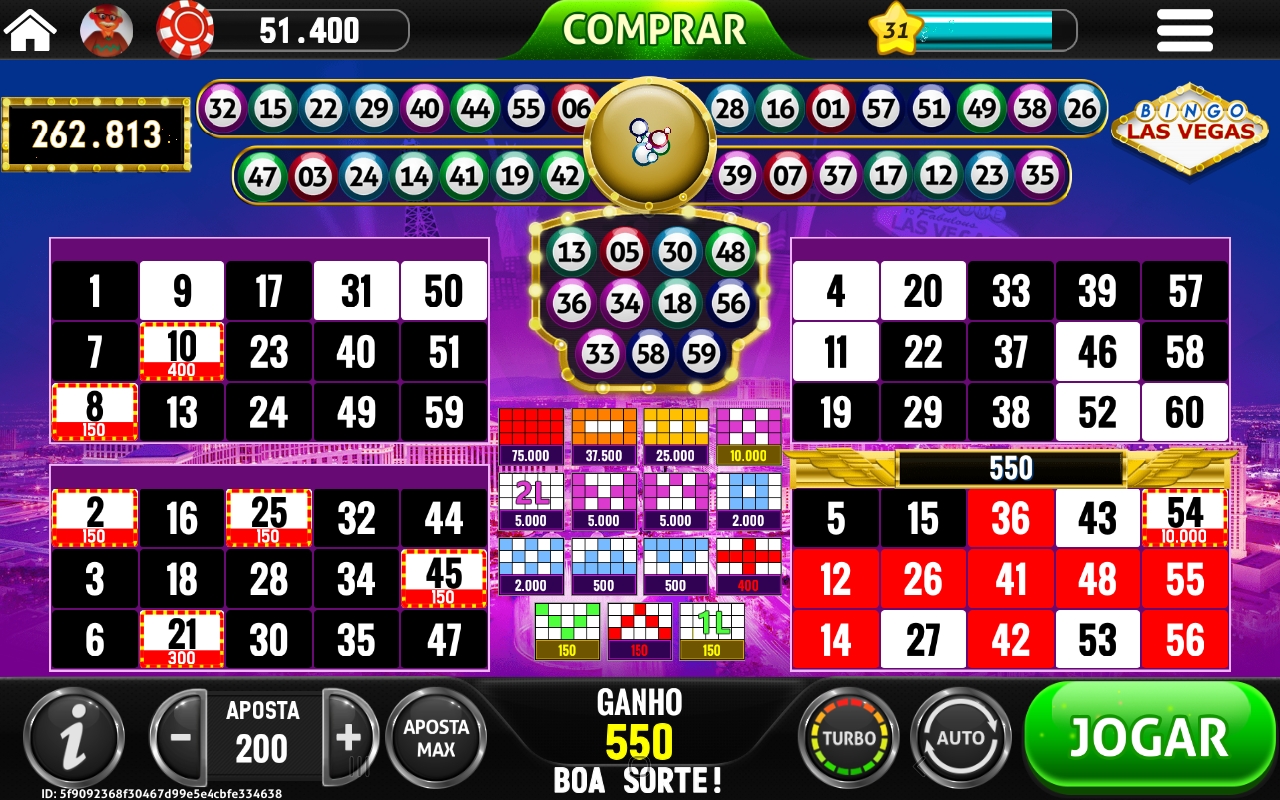 51.400
COMPRAR
31
262.813
32 15 22 29 40 44 55 06 28 16 01 57 51 49 38 26
BINGO
LAS VEGAS
47 03 24 14 41 19 42 39 07 37 17 12 23 35
13 05 30 48
36 34 18 56
33 58 59
1 9 17 31 50
7 10 23 40 51
400
8 13 24 49 59
150
4 20 33 39 57
11 22 37 46 58
19 29 38 52 60
75.000 37.500 25.000 10.000
2L
5.000 5.000 5.000 2.000
2.000 500 500 400
1L
150 150 150
2 16 25 32 44
150 150
3 18 28 34 45
150
6 21 30 35 47
300
550
5 15 36 43 54
10.000
12 26 41 48 55
14 27 42 53 56
i
- APOSTA +
200
APOSTA
MAX
GANHO
550
BOA SORTE!
TURBO
AUTO
JOGAR
ID: 5f9092368f30467d99e5e4cbfe334638